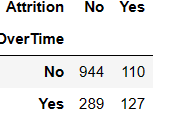 Attrition No Yes
OverTime
No 944 110
Yes 289 127